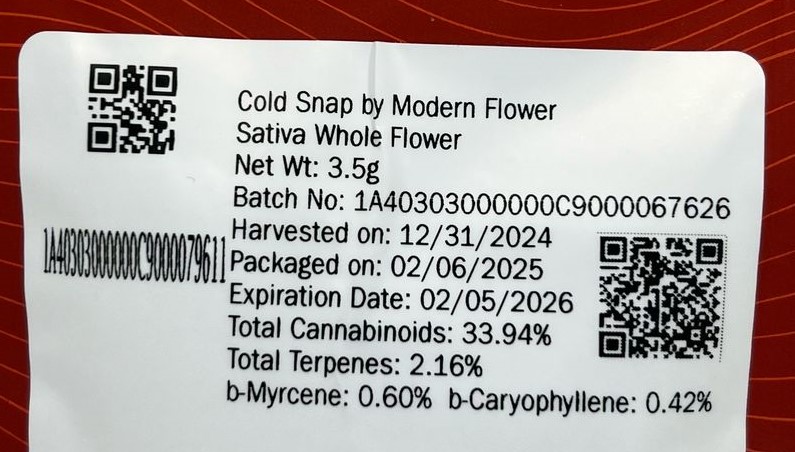 Cold Snap by Modern Flower
Sativa Whole Flower
Net Wt: 3.5g
Batch No: 1A40303000000C9000067626
Harvested on: 12/31/2024
1A40303000000C9000079611
Packaged on: 02/06/2025
Expiration Date: 02/05/2026
Total Cannabinoids: 33.94%
Total Terpenes: 2.16%
b-Myrcene: 0.60% b-Caryophyllene: 0.42%